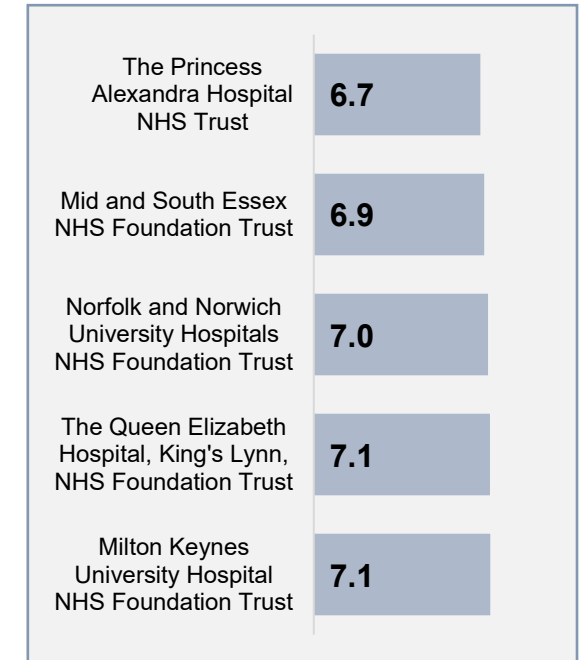 The Princess
Alexandra Hospital
NHS Trust
6.7
Mid and South Essex
NHS Foundation Trust
6.9
Norfolk and Norwich
University Hospitals
NHS Foundation Trust
7.0
The Queen Elizabeth
Hospital, King's Lynn,
NHS Foundation Trust
7.1
Milton Keynes
University Hospital
NHS Foundation Trust
7.1